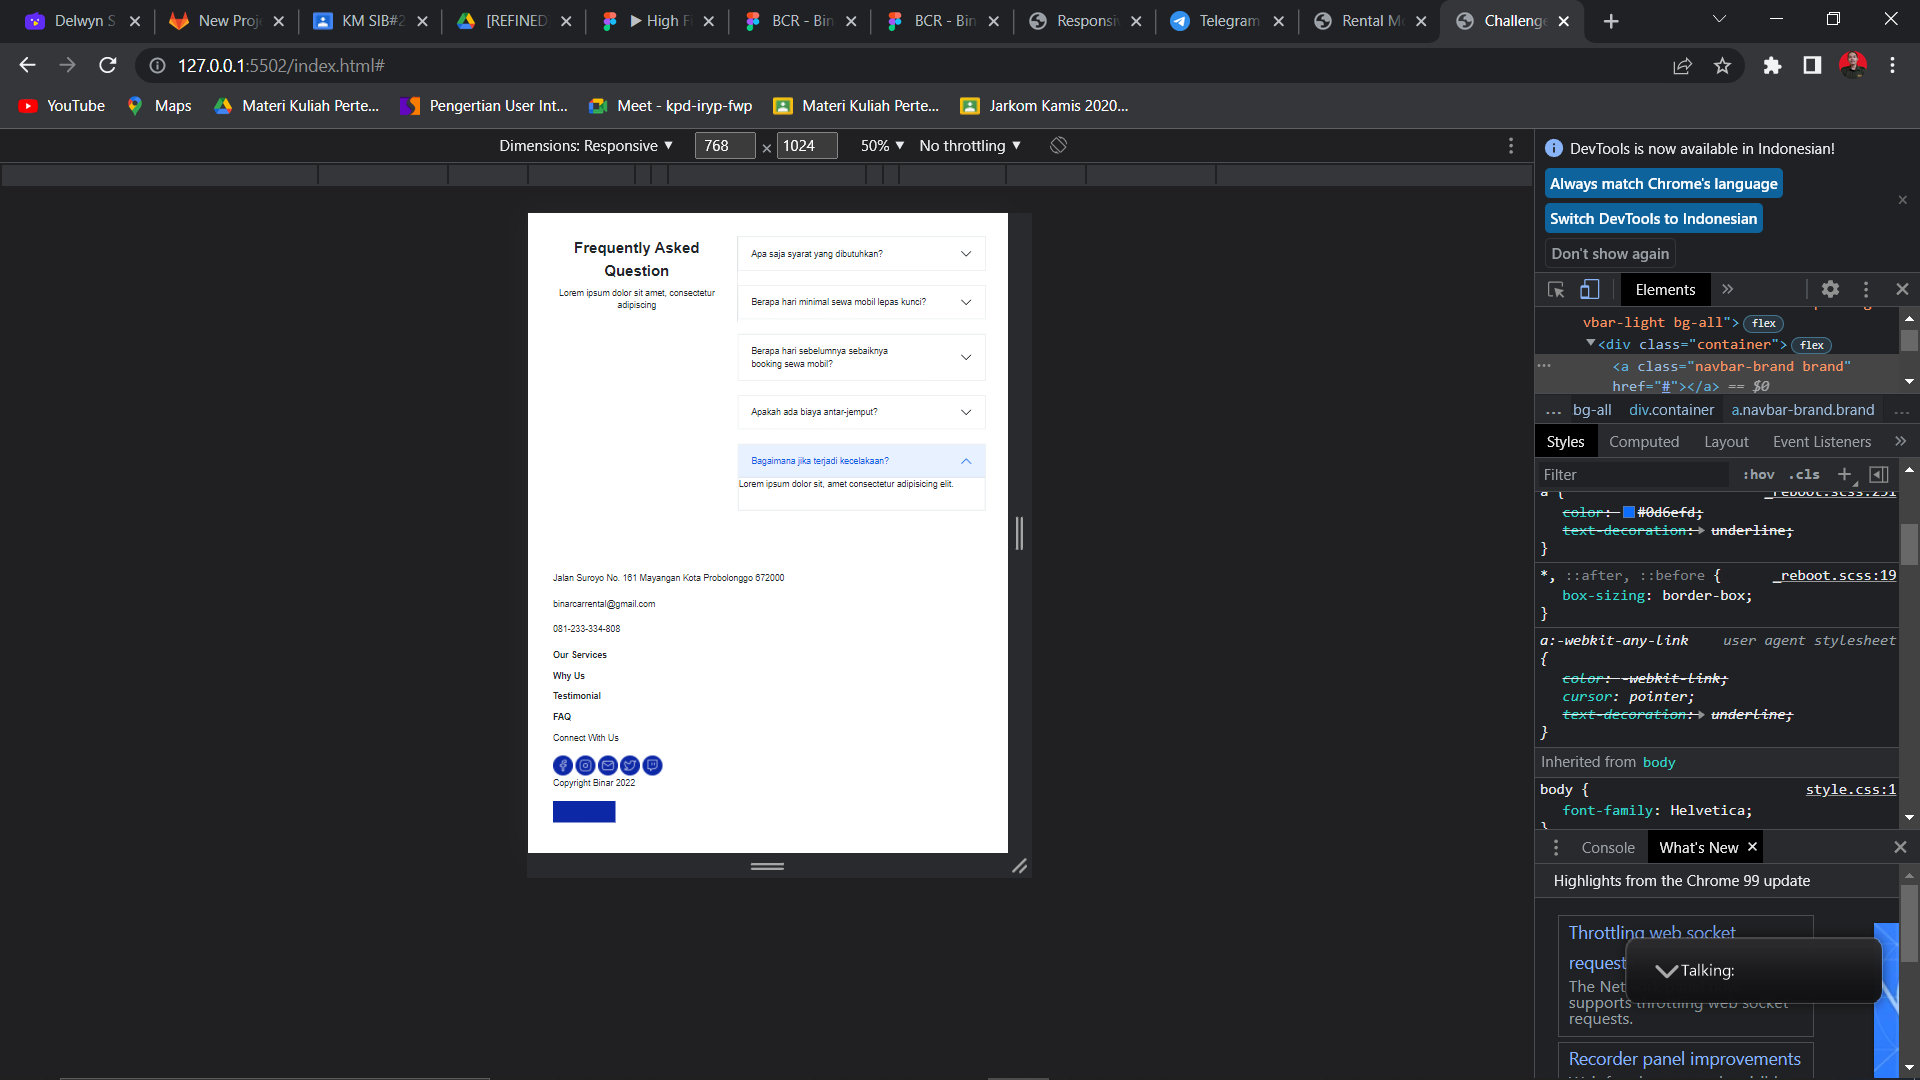 Delwyn S
New Proj
KM SIB#2
[REFINED
▶ High F
BCR - Bin
BCR - Bin
Responsiv
Telegram
Rental M
Challenge
127.0.0.1:5502/index.html#
YouTube
Maps
Materi Kuliah Perte...
Pengertian User Int...
Meet - kpd-iryp-fwp
Materi Kuliah Perte...
Jarkom Kamis 2020...
Dimensions: Responsive ▼
768 × 1024
50% ▼
No throttling ▼
Frequently Asked
Question
Lorem ipsum dolor sit amet, consectetur
adipiscing
Apa saja syarat yang dibutuhkan?
Berapa hari minimal sewa mobil lepas kunci?
Berapa hari sebelumnya sebaiknya
booking sewa mobil?
Apakah ada biaya antar-jemput?
Bagaimana jika terjadi kecelakaan?
Lorem ipsum dolor sit, amet consectetur adipisicing elit.
Jalan Suroyo No. 161 Mayangan Kota Probolonggo 672000
binarcarrental@gmail.com
081-233-334-808
Our Services
Why Us
Testimonial
FAQ
Connect With Us
Copyright Binar 2022
DevTools is now available in Indonesian!
Always match Chrome's language
Switch DevTools to Indonesian
Don't show again
Elements
vbar-light bg-all"> flex
<div class="container"> flex
<a class="navbar-brand brand"
href="#"></a> == $0
... bg-all div.container a.navbar-brand.brand ...
Styles Computed Layout Event Listeners
Filter :hov .cls
a { _reboot.scss:251
color: #0d6efd;
text-decoration: underline;
}
*, ::after, ::before { _reboot.scss:19
box-sizing: border-box;
}
a:-webkit-any-link user agent stylesheet
{
color: -webkit-link;
cursor: pointer;
text-decoration: underline;
}
Inherited from body
body { style.css:1
font-family: Helvetica;
}
Console What's New
Highlights from the Chrome 99 update
Throttling web socket
request
The Net
supports throttling web socket
requests.
Talking:
Recorder panel improvements